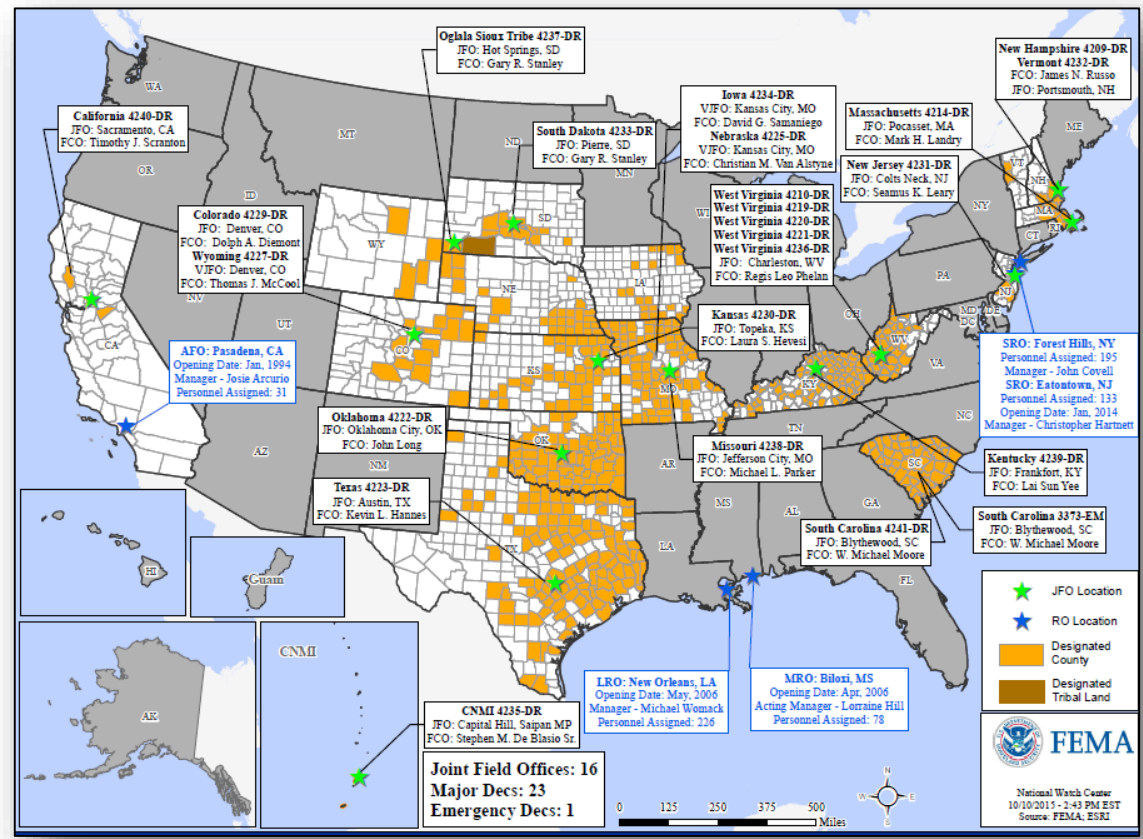 Oglala Sioux Tribe 4237-DR
JFO: Hot Springs, SD
FCO: Gary R. Stanley
New Hampshire 4209-DR
Vermont 4232-DR
FCO: James N. Russo
JFO: Portsmouth, NH
California 4240-DR
JFO: Sacramento, CA
FCO: Timothy J. Scranton
South Dakota 4233-DR
JFO: Pierre, SD
FCO: Gary R. Stanley
Iowa 4234-DR
VJFO: Kansas City, MO
FCO: David G. Samaniego
Nebraska 4225-DR
VJFO: Kansas City, MO
FCO: Christian M. Van Alstyne
Massachusetts 4214-DR
JFO: Pocasset, MA
FCO: Mark H. Landry
New Jersey 4231-DR
JFO: Colts Neck, NJ
FCO: Seamus K. Leary
Colorado 4229-DR
JFO: Denver, CO
FCO: Dolph A. Diemont
Wyoming 4227-DR
VJFO: Denver, CO
FCO: Thomas J. McCool
West Virginia 4210-DR
West Virginia 4219-DR
West Virginia 4220-DR
West Virginia 4221-DR
West Virginia 4236-DR
JFO: Charleston, WV
FCO: Regis Leo Phelan
Kansas 4230-DR
JFO: Topeka, KS
FCO: Laura S. Hevesi
AFO: Pasadena, CA
Opening Date: Jan, 1994
Manager - Josie Arcurio
Personnel Assigned: 31
SRO: Forest Hills, NY
Personnel Assigned: 195
Manager - John Covell
SRO: Eatontown, NJ
Personnel Assigned: 133
Opening Date: Jan, 2014
Manager - Christopher Hartnett
Oklahoma 4222-DR
JFO: Oklahoma City, OK
FCO: John Long
Missouri 4238-DR
JFO: Jefferson City, MO
FCO: Michael L. Parker
Kentucky 4239-DR
JFO: Frankfort, KY
FCO: Lai Sun Yee
Texas 4223-DR
JFO: Austin, TX
FCO: Kevin L. Hannes
South Carolina 4241-DR
JFO: Blythewood, SC
FCO: W. Michael Moore
South Carolina 3373-EM
JFO: Blythewood, SC
FCO: W. Michael Moore
LRO: New Orleans, LA
Opening Date: May, 2006
Manager - Michael Womack
Personnel Assigned: 226
MRO: Biloxi, MS
Opening Date: Apr, 2006
Acting Manager - Lorraine Hill
Personnel Assigned: 78
CNMI 4235-DR
JFO: Capital Hill, Saipan MP
FCO: Stephen M. De Blasio Sr.
Joint Field Offices: 16
Major Decs: 23
Emergency Decs: 1
WA
OR
CA
ID
NV
MT
WY
UT
AZ
CO
NM
ND
SD
NE
KS
OK
TX
MN
IA
MO
AR
LA
WI
MS
AL
TN
KY
OH
WV
VA
NC
SC
GA
FL
PA
NY
MD
DC
DE
NJ
CT
RI
MA
VT
NH
ME
HI
Guam
AK
CNMI
JFO Location
RO Location
Designated
County
Designated
Tribal Land
FEMA
National Watch Center
10/10/2015 - 2:43 PM EST
Source: FEMA; ESRI
N
W
E
S
0 125 250 375 500
Miles